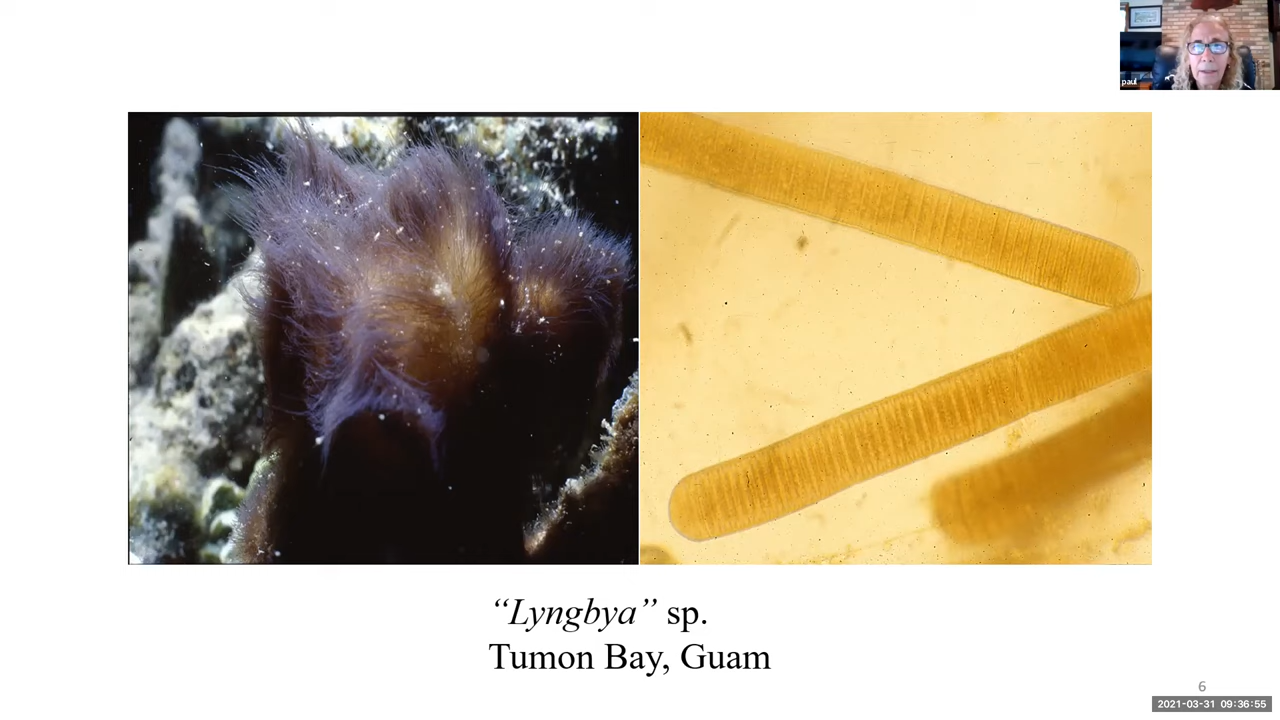 paul
“Lyngbya” sp.
Tumon Bay, Guam
6
2021-03-31 09:36:55